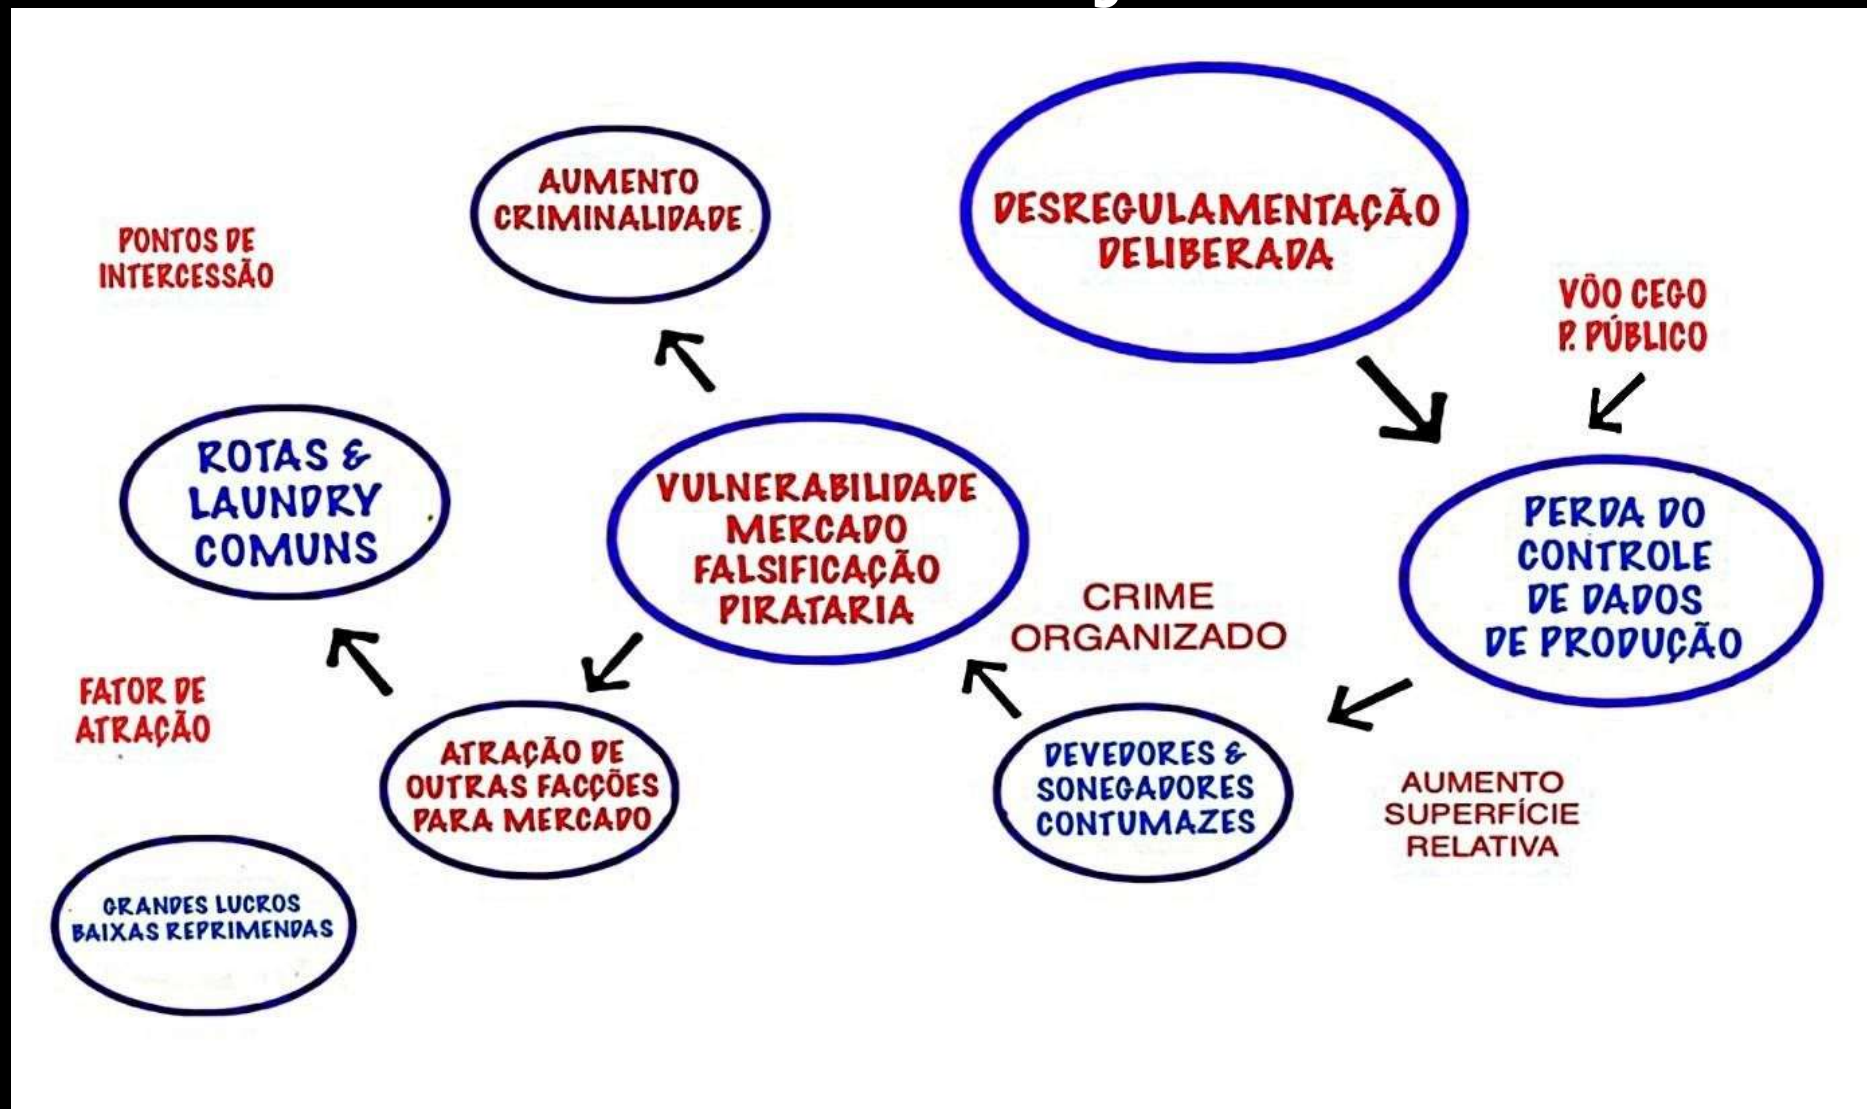 AUMENTO
CRIMINALIDADE
DESREGULAMENTAÇÃO
DELIBERADA
PONTOS DE
INTERCESSÃO
VÔO CEGO
P. PÚBLICO
ROTAS &
LAUNDRY
COMUNS
VULNERABILIDADE
MERCADO
FALSIFICAÇÃO
PIRATARIA
PERDA DO
CONTROLE
DE DADOS
DE PRODUÇÃO
CRIME
ORGANIZADO
FATOR DE
ATRAÇÃO
ATRAÇÃO DE
OUTRAS FACÇÕES
PARA MERCADO
DEVEDORES &
SONEGADORES
CONTUMAZES
AUMENTO
SUPERFÍCIE
RELATIVA
GRANDES LUCROS
BAIXAS REPRIMENDAS